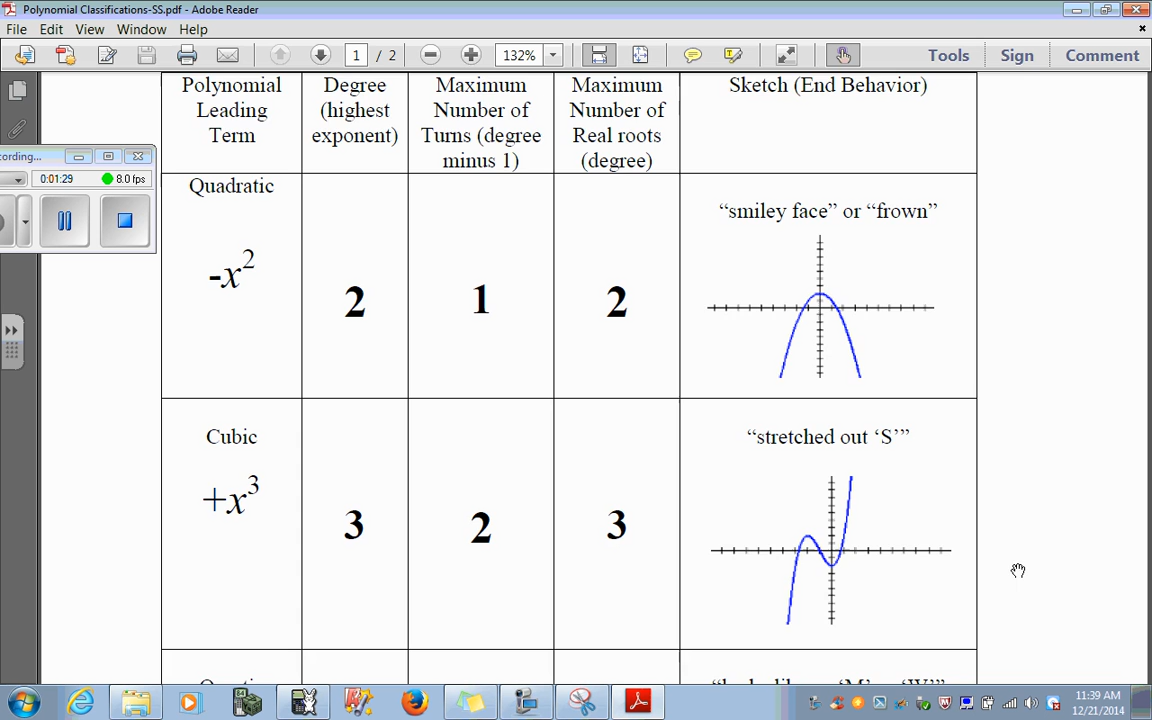 Polynomial Classifications-SS.pdf - Adobe Reader
File Edit View Window Help
1 / 2 132% Tools Sign Comment
Polynomial
Leading
Term
Degree
(highest
exponent)
Maximum
Number of
Turns (degree
minus 1)
Maximum
Number of
Real roots
(degree)
Sketch (End Behavior)
cording...
0:01:29 8.0 fps
Quadratic
-x²
2
1
2
“smiley face” or “frown”
Cubic
+x³
3
2
3
“stretched out ‘S’”
11:39 AM
12/21/2014